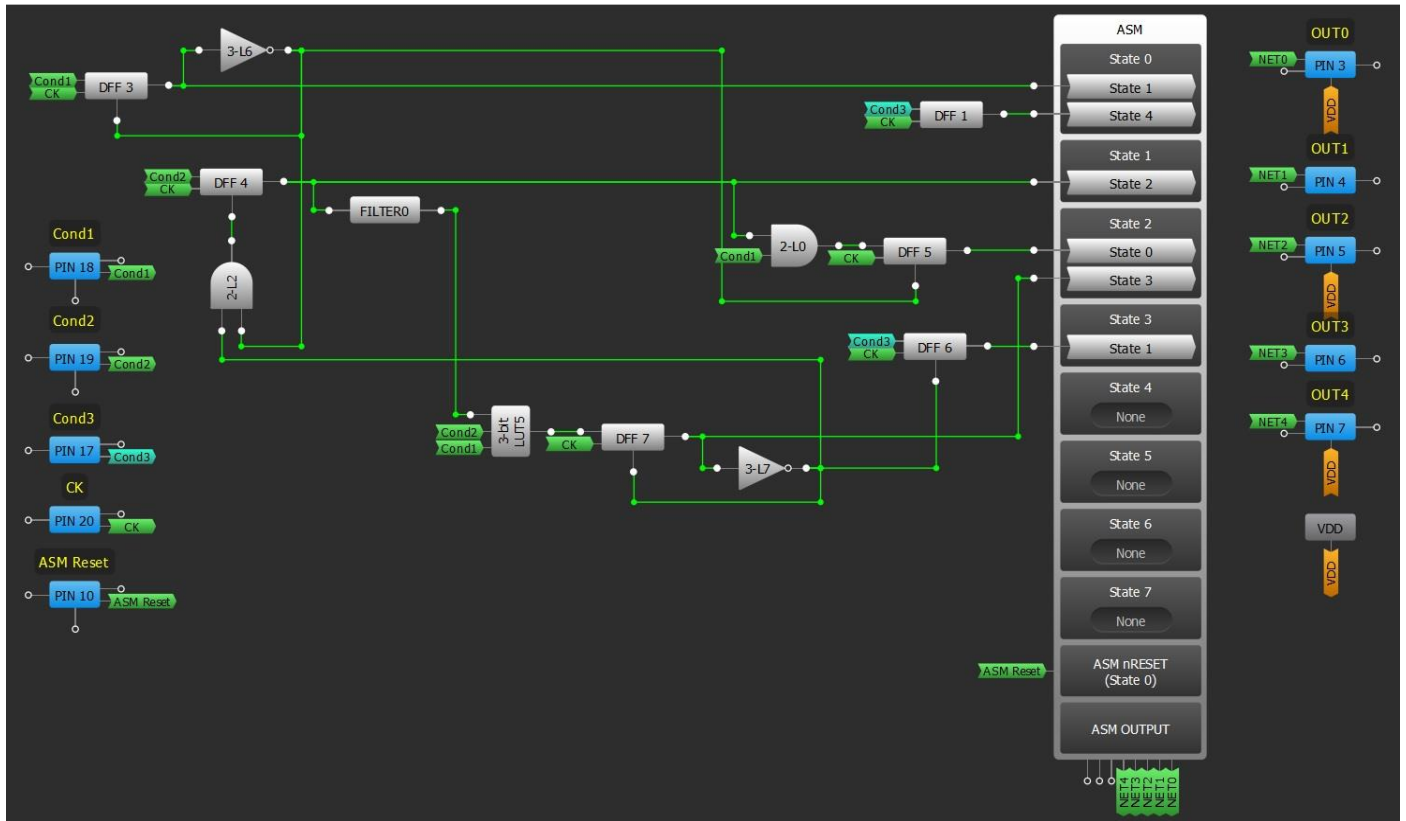 3-L6
Cond1
CK
DFF 3
Cond2
CK
DFF 4
FILTER0
2-L2
Cond1
PIN 18
Cond1
Cond2
PIN 19
Cond2
Cond3
PIN 17
Cond3
CK
PIN 20
CK
ASM Reset
PIN 10
ASM Reset
Cond2
Cond1
3-bit
LUT5
CK
DFF 7
3-L7
Cond1
2-L0
CK
DFF 5
Cond3
CK
DFF 1
Cond3
CK
DFF 6
ASM Reset
ASM
State 0
State 1
State 4
State 1
State 2
State 2
State 0
State 3
State 3
State 1
State 4
None
State 5
None
State 6
None
State 7
None
ASM nRESET
(State 0)
ASM OUTPUT
NET4
NET3
NET2
NET1
NET0
OUT0
NET0
PIN 3
VDD
OUT1
NET1
PIN 4
OUT2
NET2
PIN 5
VDD
OUT3
NET3
PIN 6
OUT4
NET4
PIN 7
VDD
VDD
VDD